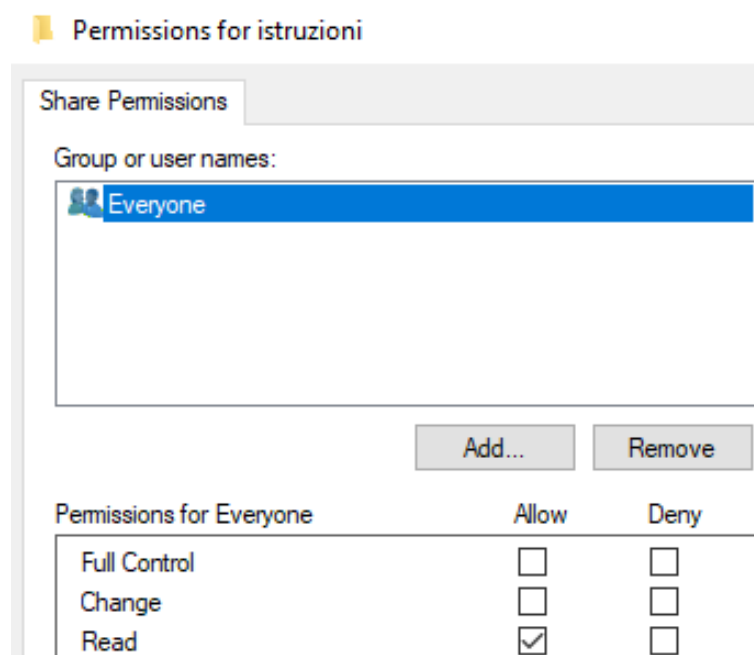 Permissions for istruzioni
Share Permissions
Group or user names:
Everyone
Add... Remove
Permissions for Everyone Allow Deny
Full Control
Change
Read